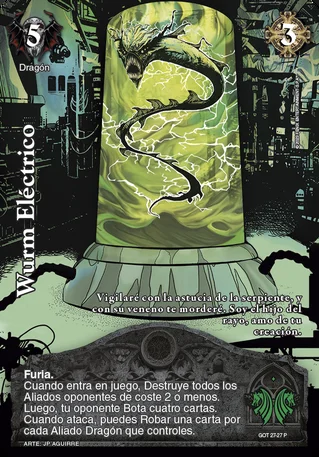 5
3
Dragón
Wurm Eléctrico
Vigilaré con la astucia de la serpiente, y
con su veneno te morderé. Soy el hijo del
rayo, amo de tu
creación.
Furia.
Cuando entra en juego, Destruye todos los
Aliados oponentes de coste 2 o menos.
Luego, tu oponente Bota cuatro cartas.
Cuando ataca, puedes Robar una carta por
cada Aliado Dragón que controles.
GOT 27-27 P
ARTE: JP. AGUIRRE